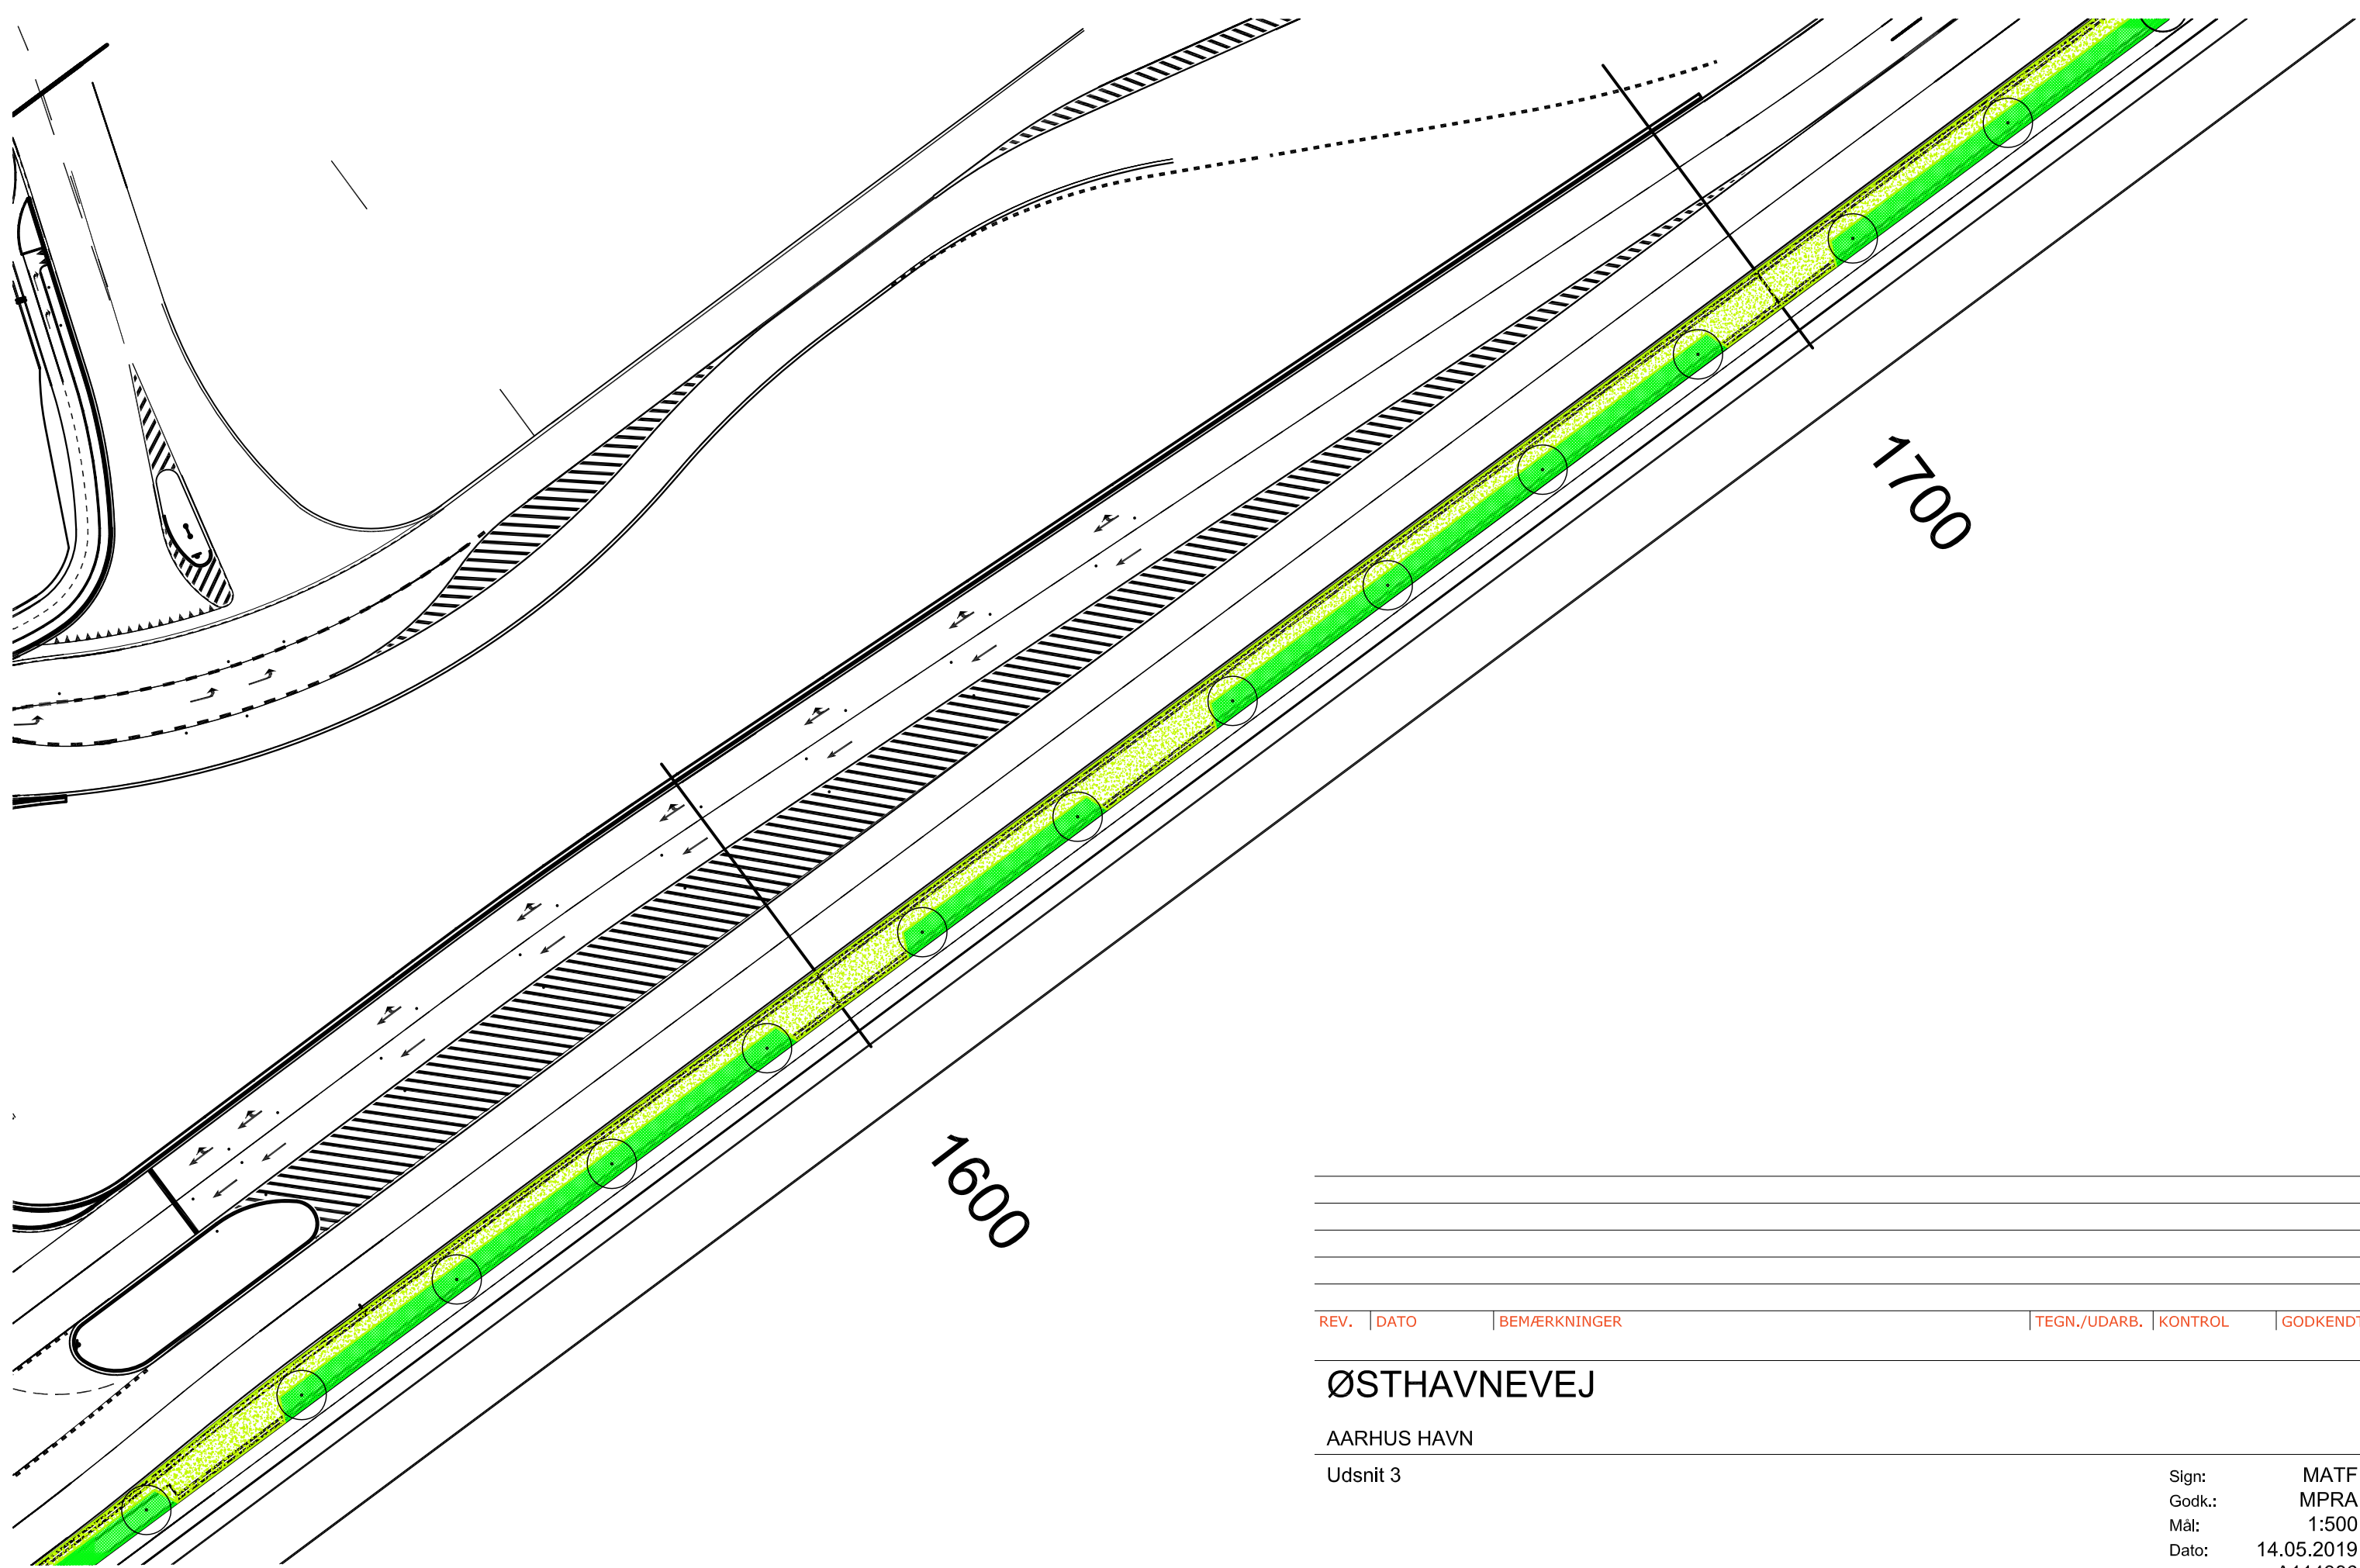 1700
1600
REV. DATO BEMÆRKNINGER TEGN./UDARB. KONTROL GODKENDT
ØSTHAVNEVEJ
AARHUS HAVN
Udsnit 3
Sign: MATF
Godk.: MPRA
Mål: 1:500
Dato: 14.05.2019